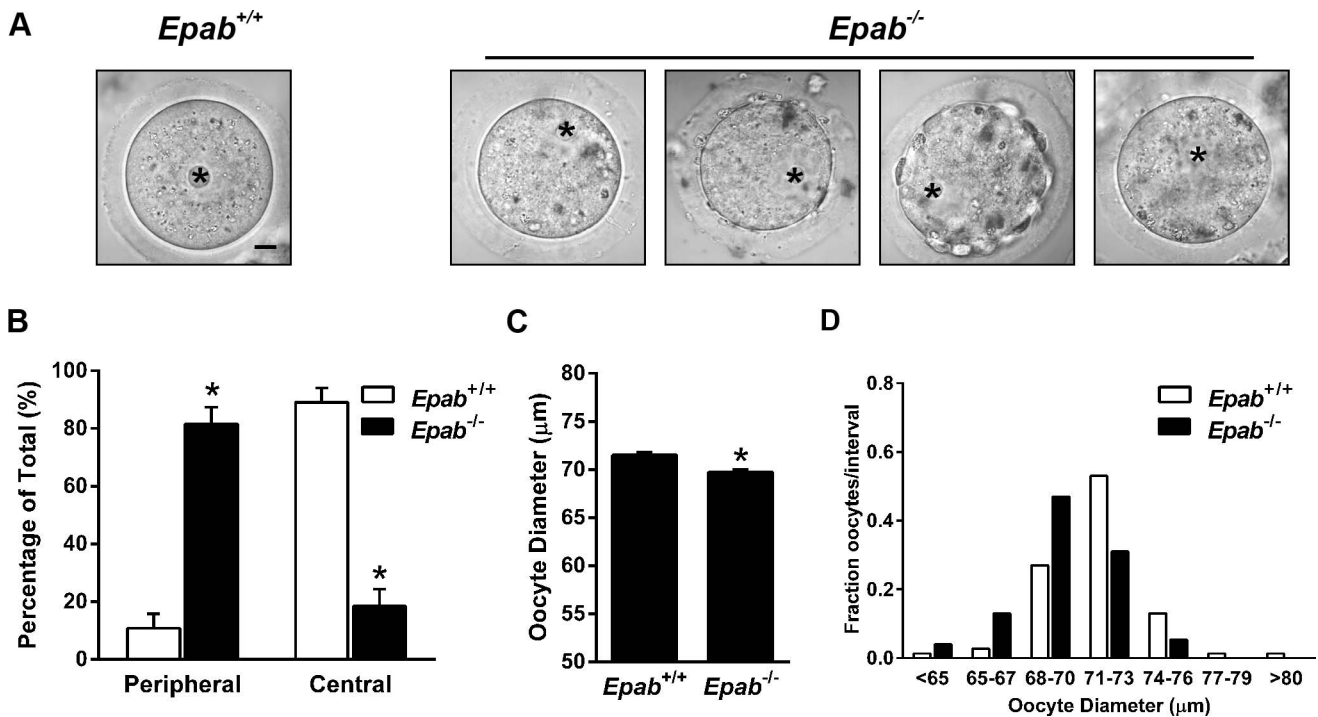 A
Epab+/+
Epab-/-
*
*
*
*
*
B
Percentage of Total (%)
100
80
60
40
20
0
*
*
Epab+/+
Epab-/-
Peripheral
Central
C
Oocyte Diameter (μm)
80
75
70
65
60
55
50
*
Epab+/+
Epab-/-
D
Fraction oocytes/interval
0.8
0.6
0.4
0.2
0.0
Epab+/+
Epab-/-
<65 65-67 68-70 71-73 74-76 77-79 >80
Oocyte Diameter (μm)